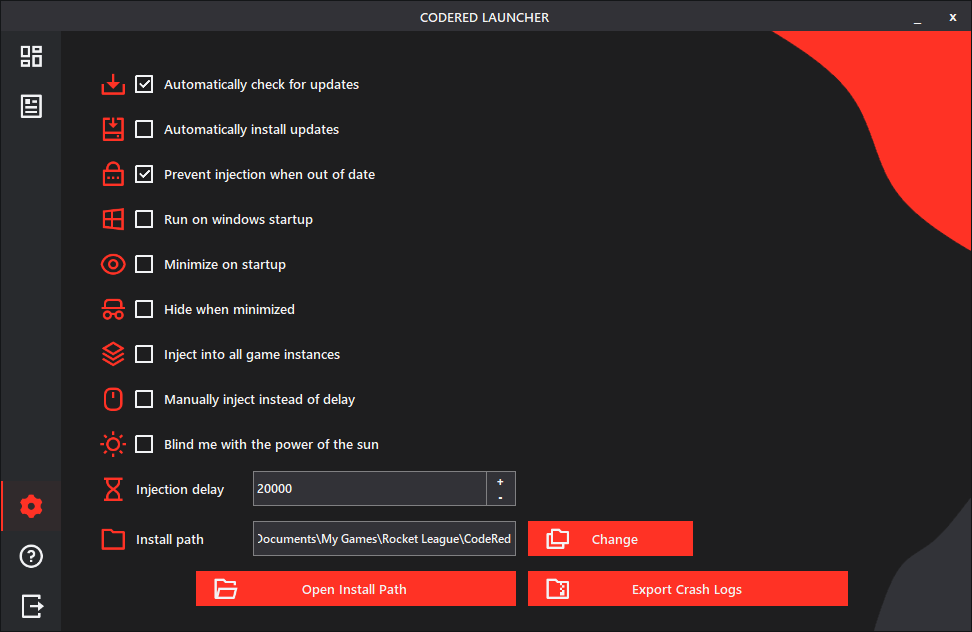 CODERED LAUNCHER
_ x
Automatically check for updates
Automatically install updates
Prevent injection when out of date
Run on windows startup
Minimize on startup
Hide when minimized
Inject into all game instances
Manually inject instead of delay
Blind me with the power of the sun
Injection delay 20000 + -
Install path Documents\My Games\Rocket League\CodeRed Change
Open Install Path Export Crash Logs